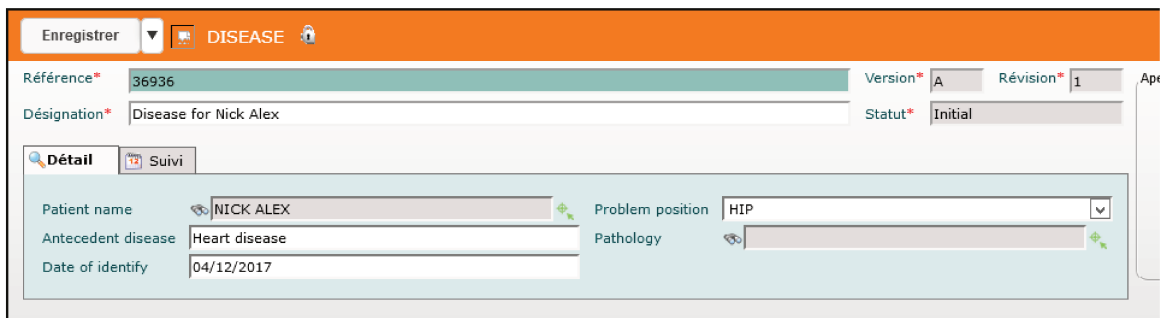 Enregistrer DISEASE
Référence* 36936 Version* A Révision* 1
Désignation* Disease for Nick Alex Statut* Initial
Détail Suivi
Patient name NICK ALEX Problem position HIP
Antecedent disease Heart disease Pathology
Date of identify 04/12/2017